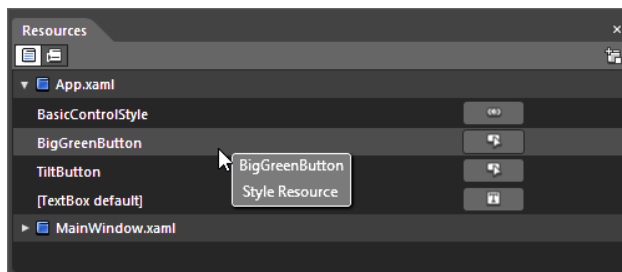 Resources
App.xaml
BasicControlStyle
BigGreenButton
BigGreenButton
TiltButton
Style Resource
[TextBox default]
MainWindow.xaml